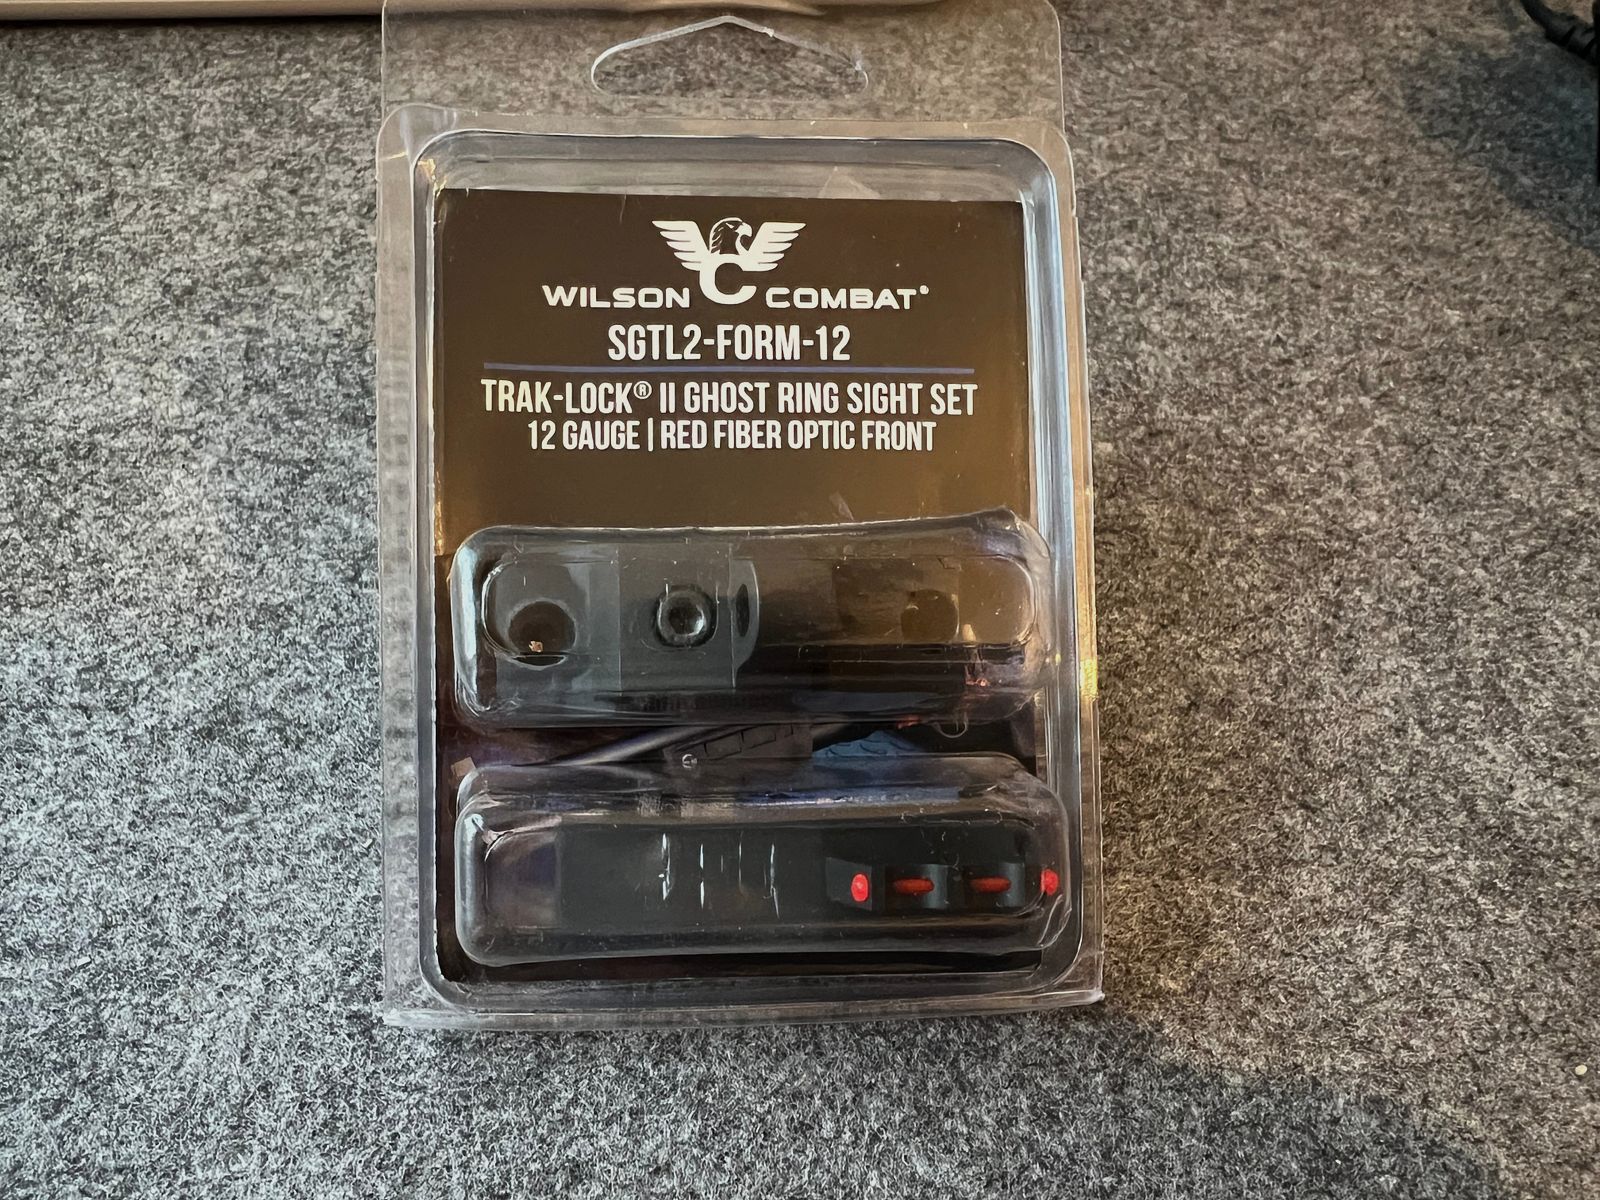 WILSON COMBAT®
SGTL2-FORM-12
TRAK-LOCK® II GHOST RING SIGHT SET
12 GAUGE | RED FIBER OPTIC FRONT